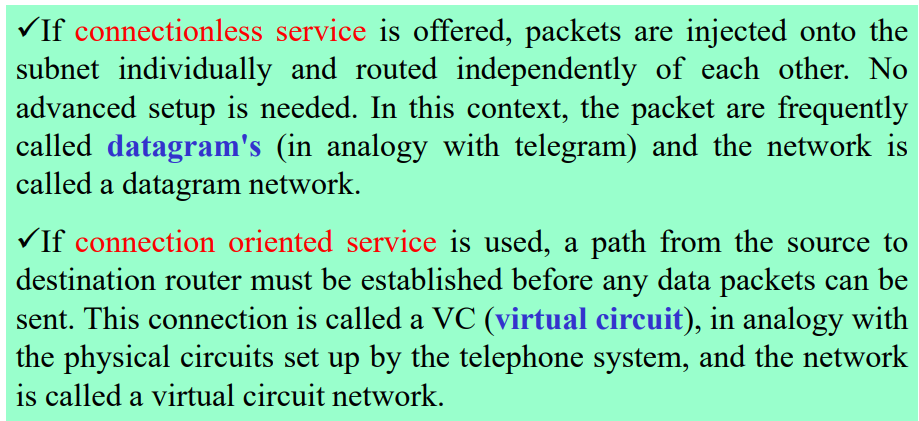 ✓If connectionless service is offered, packets are injected onto the
subnet individually and routed independently of each other. No
advanced setup is needed. In this context, the packet are frequently
called datagram's (in analogy with telegram) and the network is
called a datagram network.
✓If connection oriented service is used, a path from the source to
destination router must be established before any data packets can be
sent. This connection is called a VC (virtual circuit), in analogy with
the physical circuits set up by the telephone system, and the network
is called a virtual circuit network.